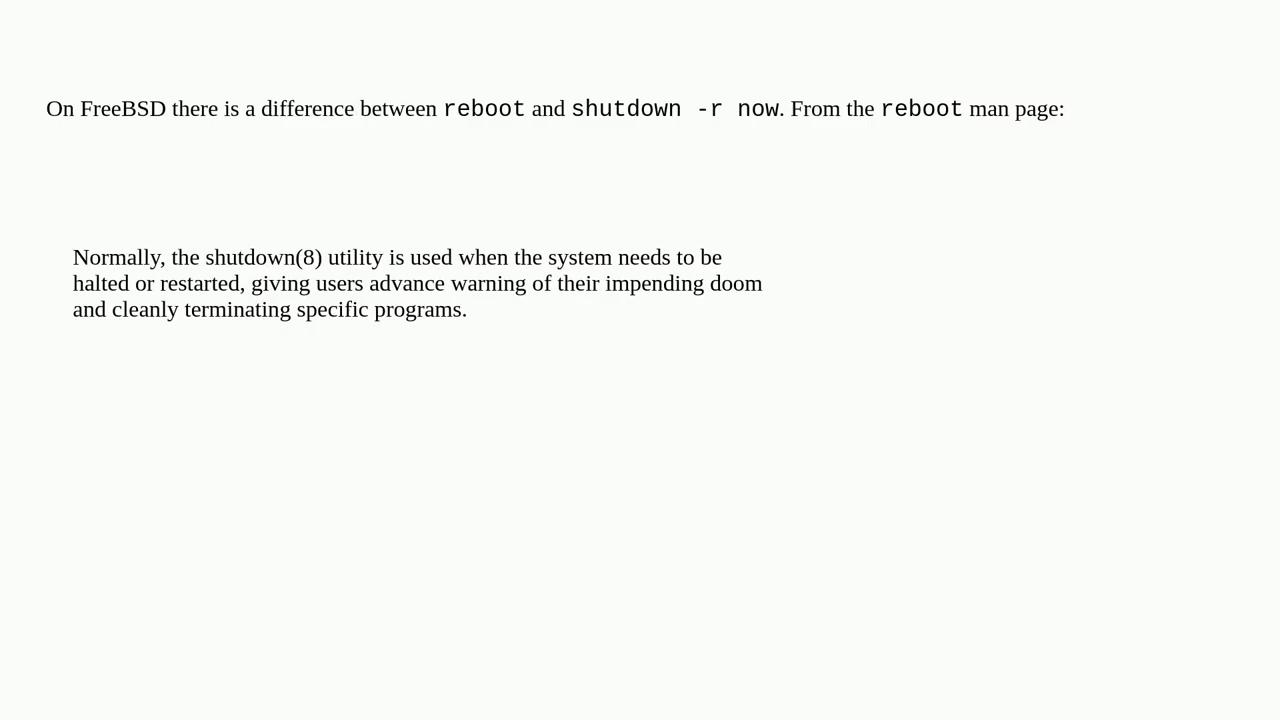 On FreeBSD there is a difference between reboot and shutdown -r now. From the reboot man page:
Normally, the shutdown(8) utility is used when the system needs to be
halted or restarted, giving users advance warning of their impending doom
and cleanly terminating specific programs.